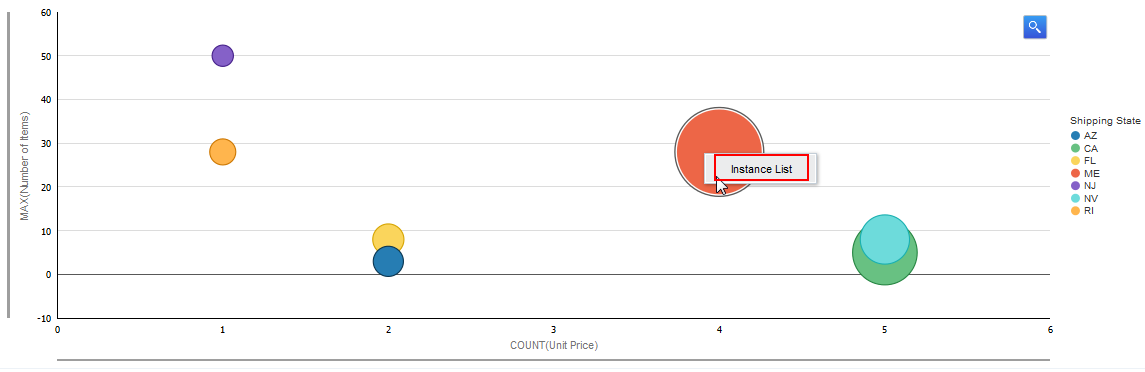 60
50
40
30
20
10
0
-10
MAX(Number of Items)
0 1 2 3 4 5 6
COUNT(Unit Price)
Instance List
Shipping State
AZ
CA
FL
ME
NJ
NV
RI